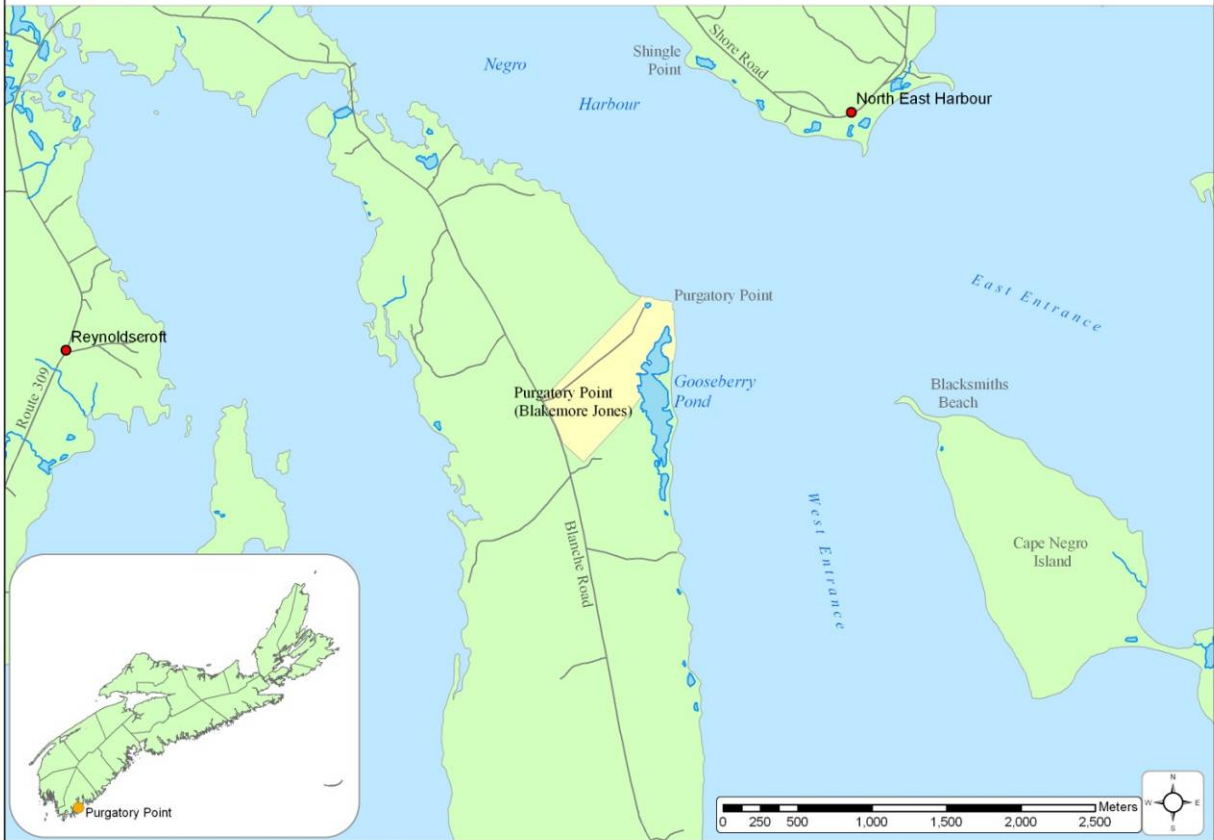 Negro
Harbour
Shingle
Point
Shore Road
North East Harbour
East Entrance
Purgatory Point
Reynoldscroft
Route 309
Purgatory Point
(Blakemore Jones)
Gooseberry
Pond
Blacksmiths
Beach
West Entrance
Cape Negro
Island
Blanche Road
Purgatory Point
Meters
0 250 500 1,000 1,500 2,000 2,500
N
W E
S